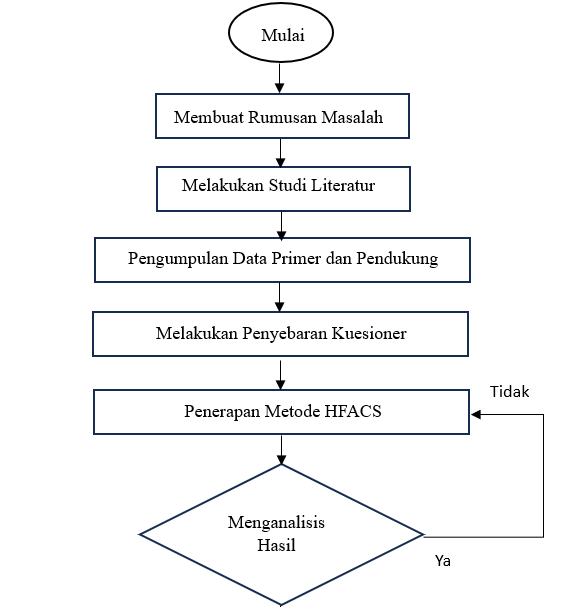 Mulai
Membuat Rumusan Masalah
Melakukan Studi Literatur
Pengumpulan Data Primer dan Pendukung
Melakukan Penyebaran Kuesioner
Tidak
Penerapan Metode HFACS
Menganalisis
Hasil
Ya